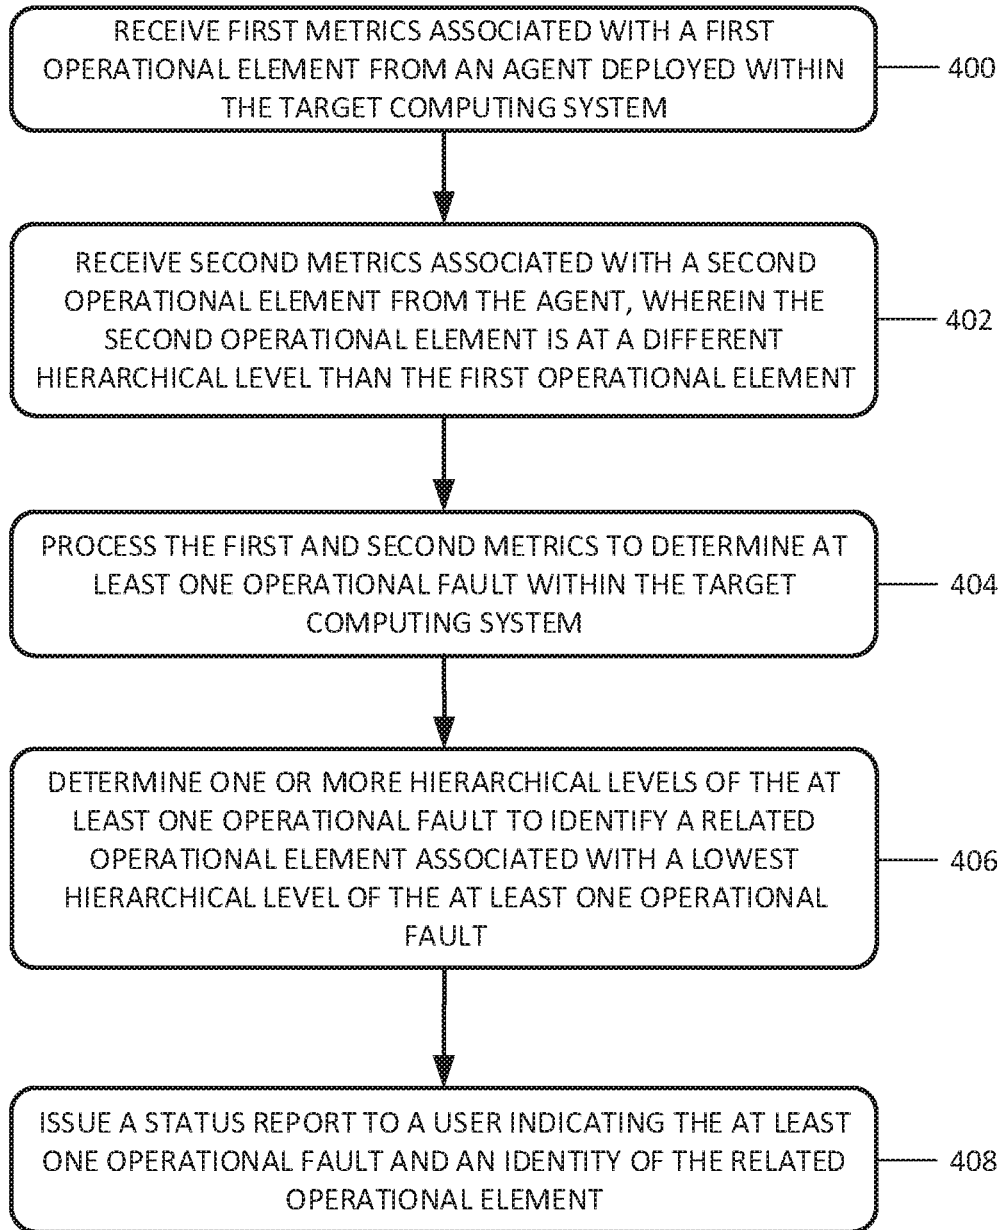 RECEIVE FIRST METRICS ASSOCIATED WITH A FIRST
OPERATIONAL ELEMENT FROM AN AGENT DEPLOYED WITHIN
THE TARGET COMPUTING SYSTEM
400
RECEIVE SECOND METRICS ASSOCIATED WITH A SECOND
OPERATIONAL ELEMENT FROM THE AGENT, WHEREIN THE
SECOND OPERATIONAL ELEMENT IS AT A DIFFERENT
HIERARCHICAL LEVEL THAN THE FIRST OPERATIONAL ELEMENT
402
PROCESS THE FIRST AND SECOND METRICS TO DETERMINE AT
LEAST ONE OPERATIONAL FAULT WITHIN THE TARGET
COMPUTING SYSTEM
404
DETERMINE ONE OR MORE HIERARCHICAL LEVELS OF THE AT
LEAST ONE OPERATIONAL FAULT TO IDENTIFY A RELATED
OPERATIONAL ELEMENT ASSOCIATED WITH A LOWEST
HIERARCHICAL LEVEL OF THE AT LEAST ONE OPERATIONAL
FAULT
406
ISSUE A STATUS REPORT TO A USER INDICATING THE AT LEAST
ONE OPERATIONAL FAULT AND AN IDENTITY OF THE RELATED
OPERATIONAL ELEMENT
408